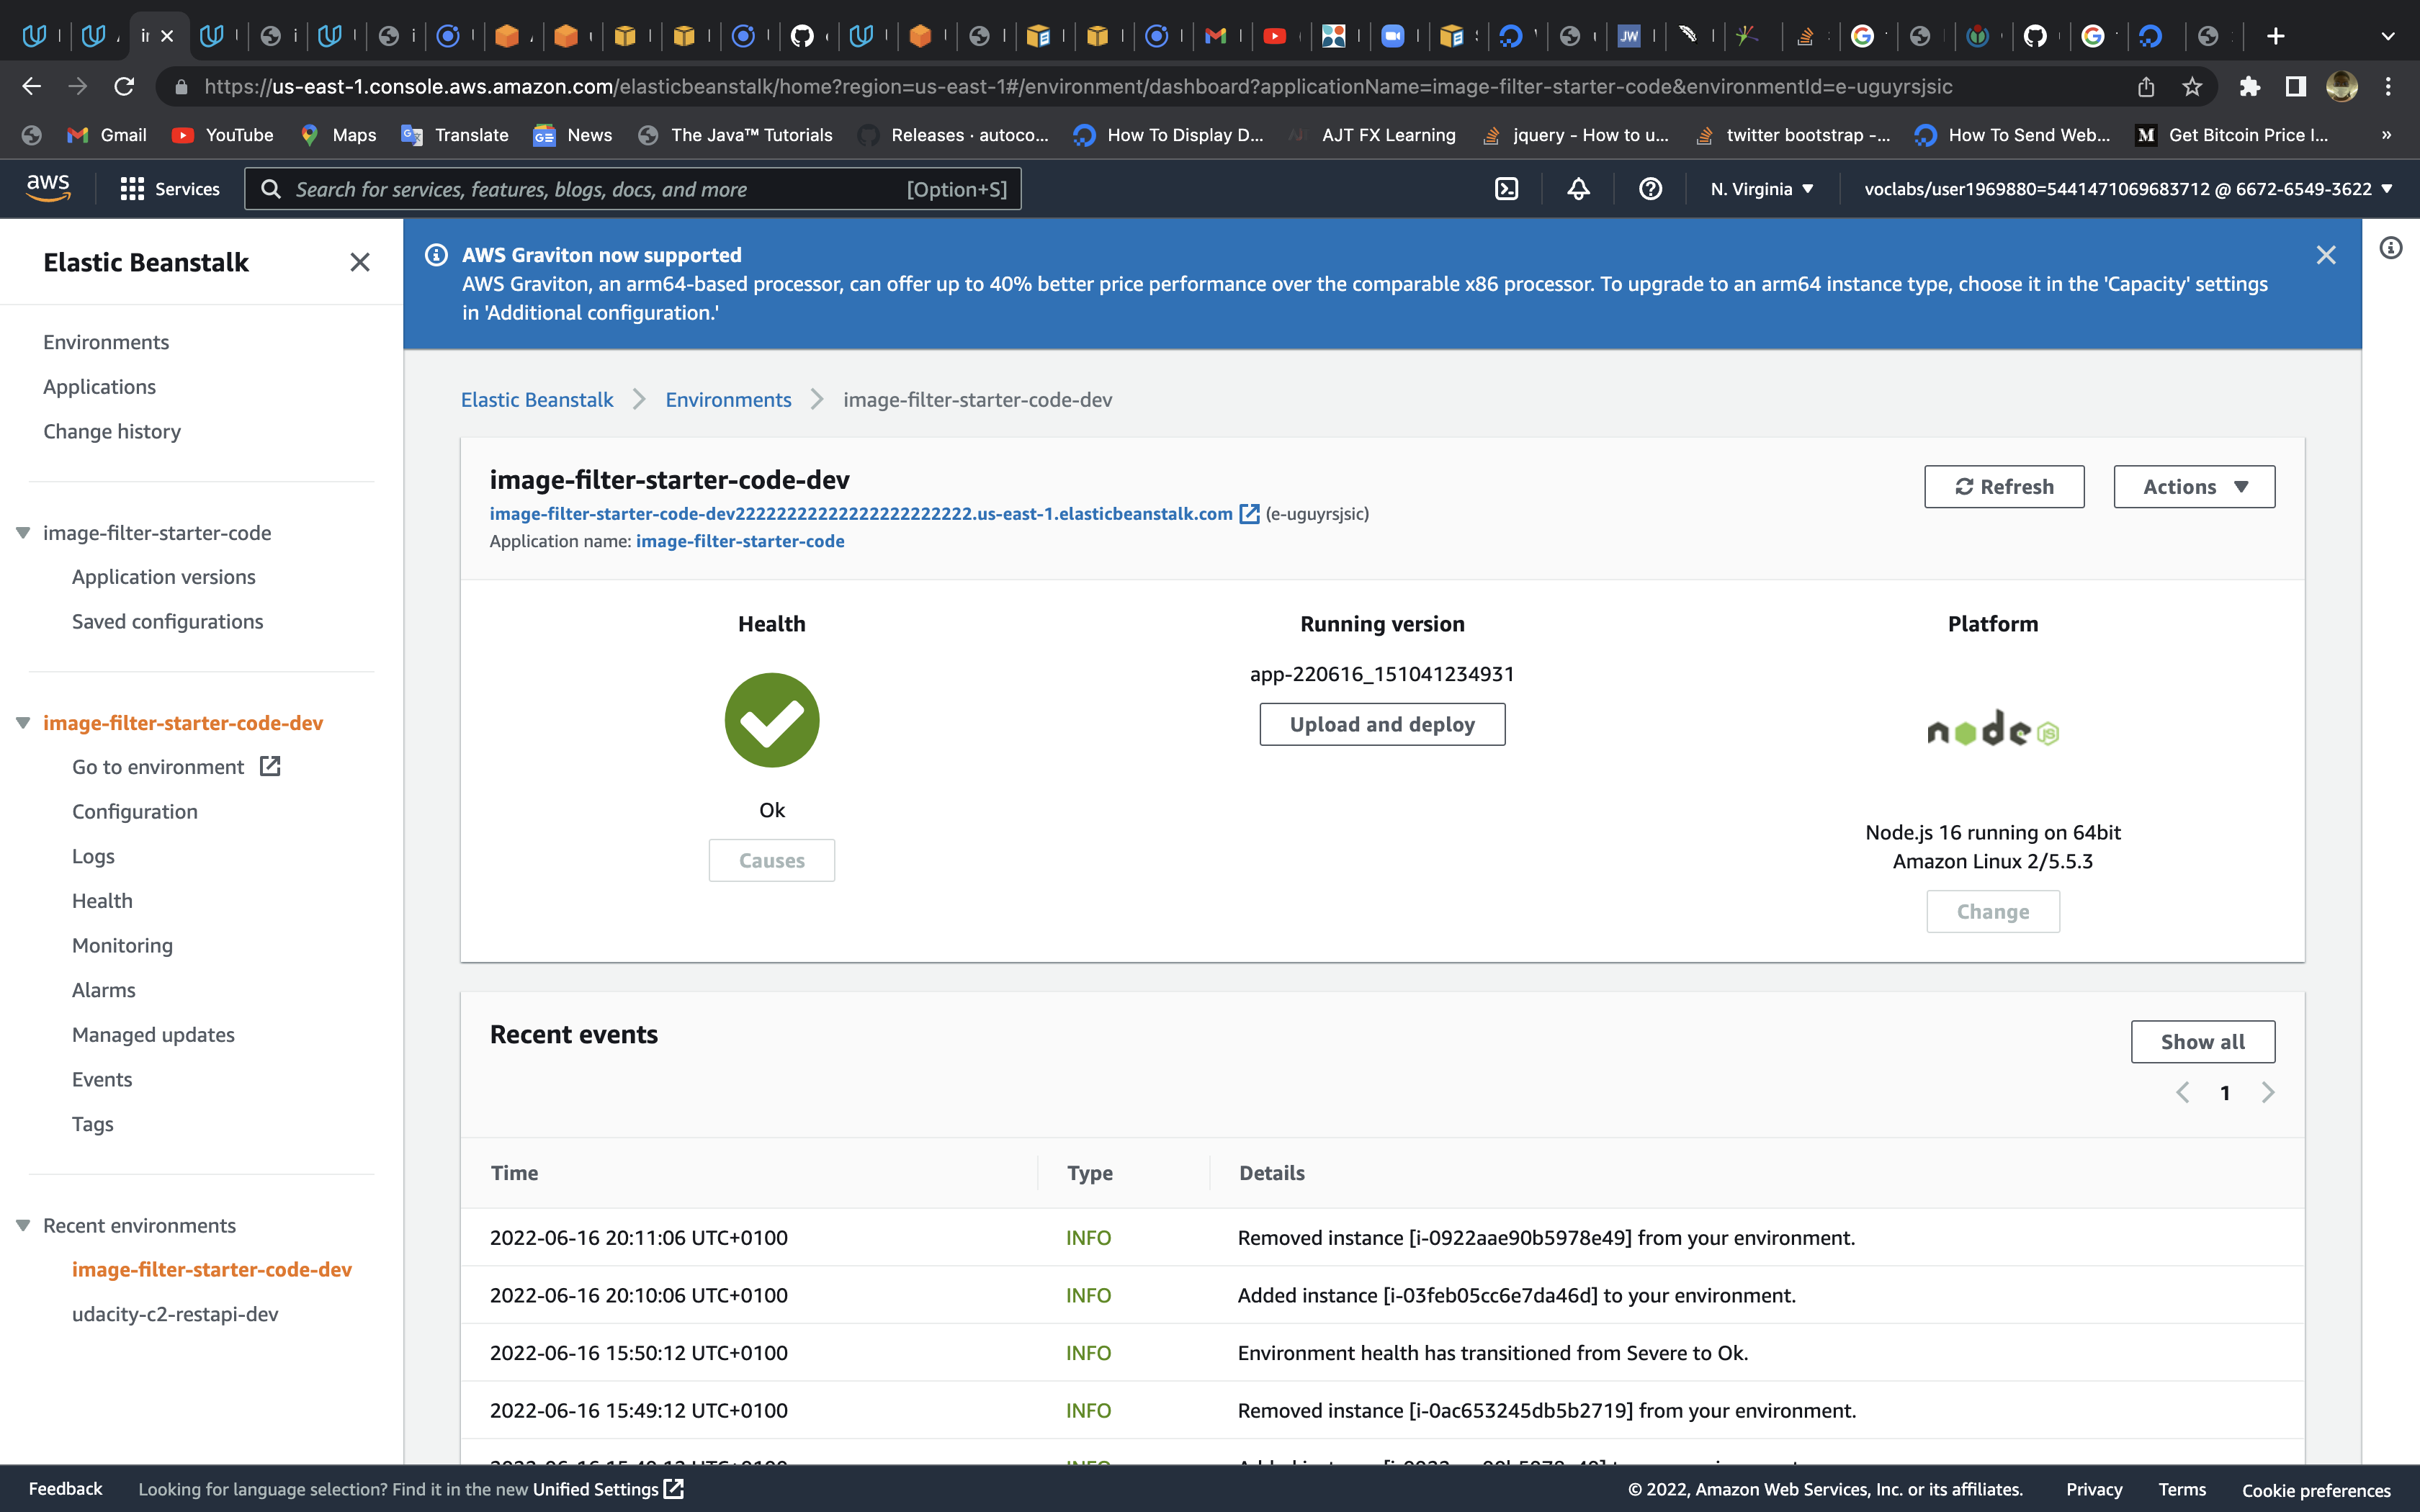 https://us-east-1.console.aws.amazon.com/elasticbeanstalk/home?region=us-east-1#/environment/dashboard?applicationName=image-filter-starter-code&environmentId=e-uguyrsjsic
Gmail
YouTube
Maps
Translate
News
The Java™ Tutorials
Releases · autoco...
How To Display D...
AJT FX Learning
jquery - How to u...
twitter bootstrap -...
How To Send Web...
Get Bitcoin Price I...
»
aws
Services
Search for services, features, blogs, docs, and more
[Option+S]
N. Virginia
voclabs/user1969880=5441471069683712 @ 6672-6549-3622
Elastic Beanstalk
Environments
Applications
Change history
image-filter-starter-code
Application versions
Saved configurations
image-filter-starter-code-dev
Go to environment
Configuration
Logs
Health
Monitoring
Alarms
Managed updates
Events
Tags
Recent environments
image-filter-starter-code-dev
udacity-c2-restapi-dev
AWS Graviton now supported
AWS Graviton, an arm64-based processor, can offer up to 40% better price performance over the comparable x86 processor. To upgrade to an arm64 instance type, choose it in the 'Capacity' settings
in 'Additional configuration.'
Elastic Beanstalk
Environments
image-filter-starter-code-dev
image-filter-starter-code-dev
(e-uguyrsjsic)
Application name: image-filter-starter-code
Refresh
Actions
Health
Ok
Causes
Running version
app-220616_151041234931
Upload and deploy
Platform
node JS
Node.js 16 running on 64bit
Amazon Linux 2/5.5.3
Change
Recent events
Show all
1
Time Type Details
2022-06-16 20:11:06 UTC+0100 INFO Removed instance [i-0922aae90b5978e49] from your environment.
2022-06-16 20:10:06 UTC+0100 INFO Added instance [i-03feb05cc6e7da46d] to your environment.
2022-06-16 15:50:12 UTC+0100 INFO Environment health has transitioned from Severe to Ok.
2022-06-16 15:49:12 UTC+0100 INFO Removed instance [i-0ac653245db5b2719] from your environment.
Feedback
Looking for language selection? Find it in the new Unified Settings
© 2022, Amazon Web Services, Inc. or its affiliates.
Privacy
Terms
Cookie preferences